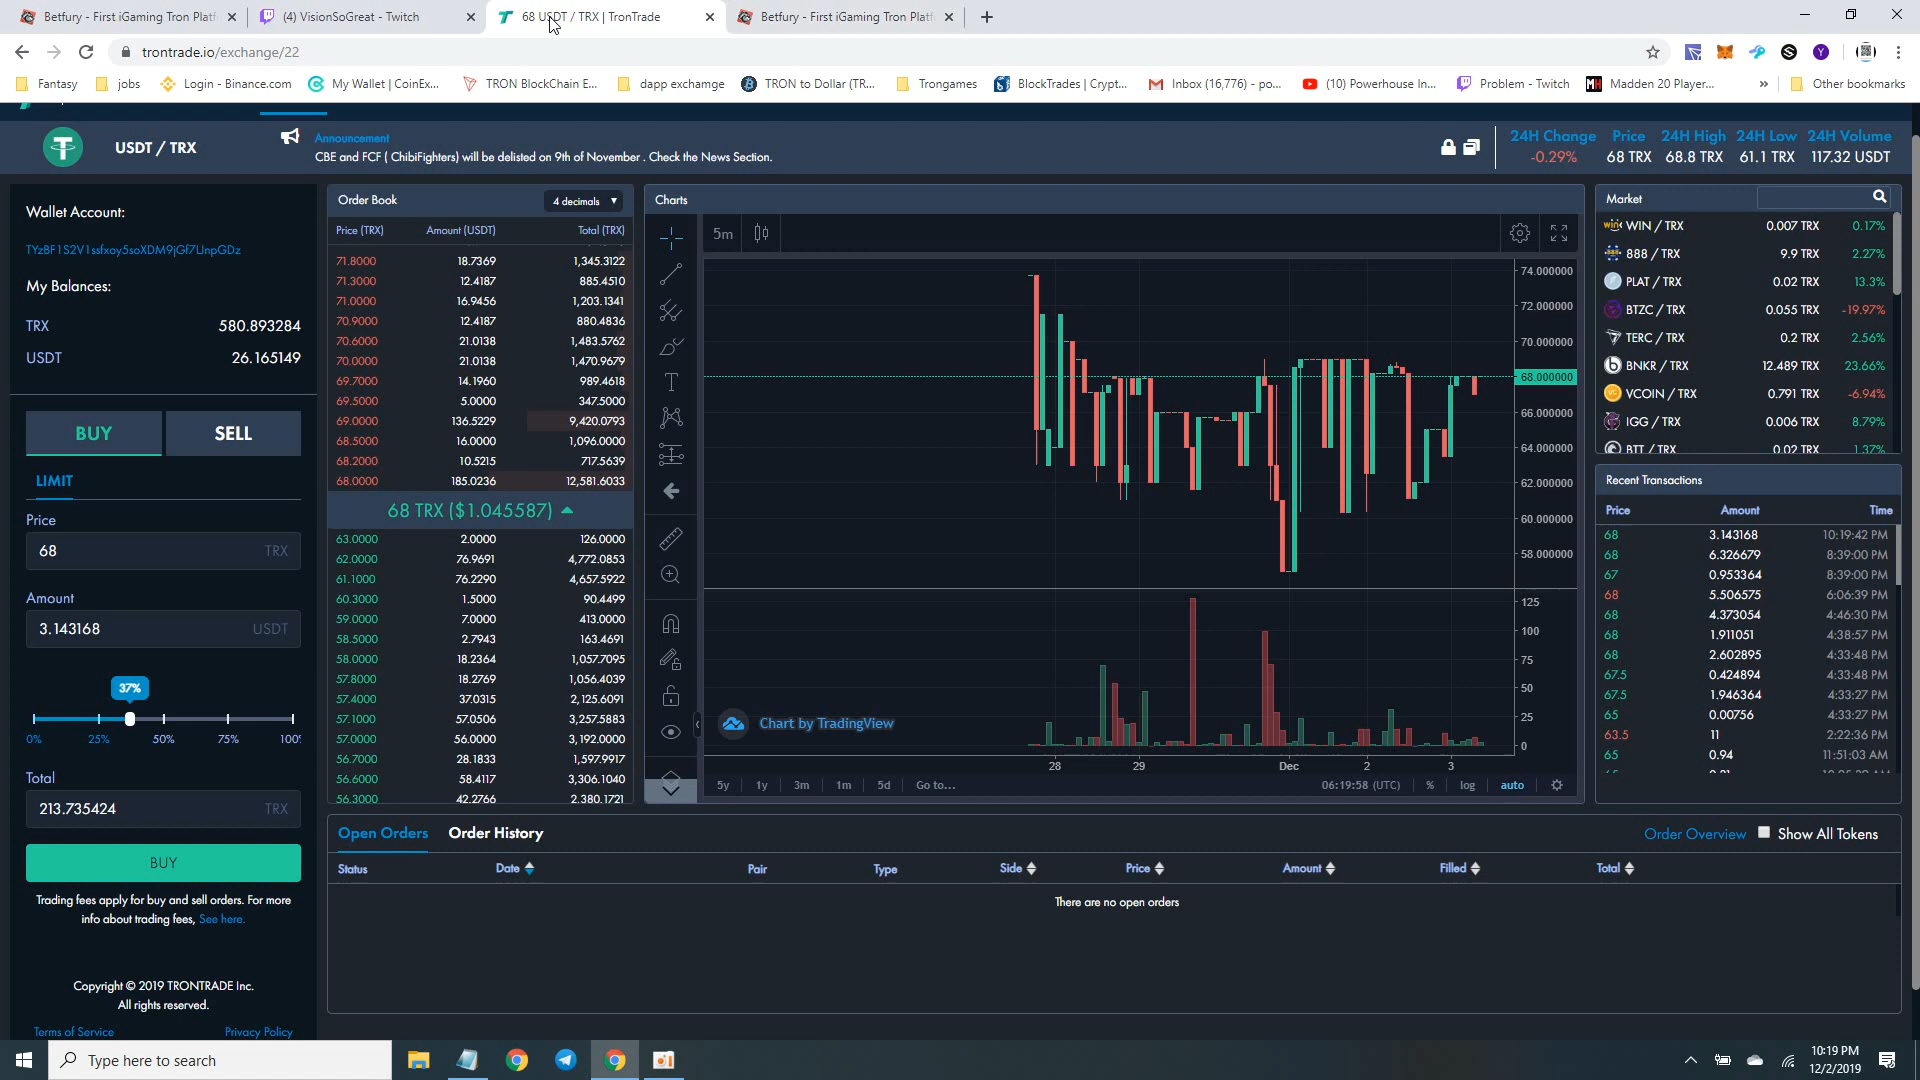 Betfury - First iGaming Tron Platf
(4) VisionSoGreat - Twitch
68 USDT / TRX | TronTrade
Betfury - First iGaming Tron Platf
trontrade.io/exchange/22
Fantasy
jobs
Login - Binance.com
My Wallet | CoinEx...
TRON BlockChain E...
dapp exchamge
TRON to Dollar (TR...
Trongames
BlockTrades | Crypt...
Inbox (16,776) - po...
(10) Powerhouse In...
Problem - Twitch
Madden 20 Player...
»
Other bookmarks
USDT / TRX
Announcement
CBE and FCF ( ChibiFighters) will be delisted on 9th of November . Check the News Section.
24H Change Price 24H High 24H Low 24H Volume
-0.29% 68 TRX 68.8 TRX 61.1 TRX 117.32 USDT
Wallet Account:
TYzBF1S2V1ssfxoy5soXDM9jGf7UnpGDz
My Balances:
TRX 580.893284
USDT 26.165149
BUY SELL
LIMIT
Price
68 TRX
Amount
3.143168 USDT
37%
0% 25% 50% 75% 100%
Total
213.735424 TRX
BUY
Trading fees apply for buy and sell orders. For more
info about trading fees, See here.
Copyright © 2019 TRONTRADE Inc.
All rights reserved.
Terms of Service Privacy Policy
Order Book 4 decimals
Price (TRX) Amount (USDT) Total (TRX)
71.8000 18.7369 1,345.3122
71.3000 12.4187 885.4510
71.0000 16.9456 1,203.1341
70.9000 12.4187 880.4836
70.6000 21.0138 1,483.5762
70.0000 21.0138 1,470.9679
69.7000 14.1960 989.4618
69.5000 5.0000 347.5000
69.0000 136.5229 9,420.0793
68.5000 16.0000 1,096.0000
68.2000 10.5215 717.5639
68.0000 185.0236 12,581.6033
68 TRX ($1.045587)
63.0000 2.0000 126.0000
62.0000 76.9691 4,772.0853
61.1000 76.2290 4,657.5922
60.3000 1.5000 90.4499
59.0000 7.0000 413.0000
58.5000 2.7943 163.4691
58.0000 18.2364 1,057.7095
57.8000 18.2769 1,056.4039
57.4000 37.0315 2,125.6091
57.1000 57.0506 3,257.5883
57.0000 56.0000 3,192.0000
56.7000 28.1833 1,597.9917
56.6000 58.4117 3,306.1040
56.3000 42.2766 2,380.1721
Charts
5m
74.000000
72.000000
70.000000
68.000000
66.000000
64.000000
62.000000
60.000000
58.000000
125
100
75
50
25
0
Chart by TradingView
28 29 Dec 2 3
5y 1y 3m 1m 5d Go to... 06:19:58 (UTC) % log auto
Market
WIN / TRX 0.007 TRX 0.17%
888 / TRX 9.9 TRX 2.27%
PLAT / TRX 0.02 TRX 13.3%
BTZC / TRX 0.055 TRX -19.97%
TERC / TRX 0.2 TRX 2.56%
BNKR / TRX 12.489 TRX 23.66%
VCOIN / TRX 0.791 TRX -6.94%
IGG / TRX 0.006 TRX 8.79%
BTT / TRX 0.02 TRX 1.37%
Recent Transactions
Price Amount Time
68 3.143168 10:19:42 PM
68 6.326679 8:39:00 PM
67 0.953364 8:39:00 PM
68 5.506575 6:06:39 PM
68 4.373054 4:46:30 PM
68 1.911051 4:38:57 PM
68 2.602895 4:33:48 PM
67.5 0.424894 4:33:48 PM
67.5 1.946364 4:33:27 PM
65 0.00756 4:33:27 PM
63.5 11 2:22:36 PM
65 0.94 11:51:03 AM
Open Orders Order History
Order Overview Show All Tokens
Status Date Pair Type Side Price Amount Filled Total
There are no open orders
Type here to search
10:19 PM
12/2/2019